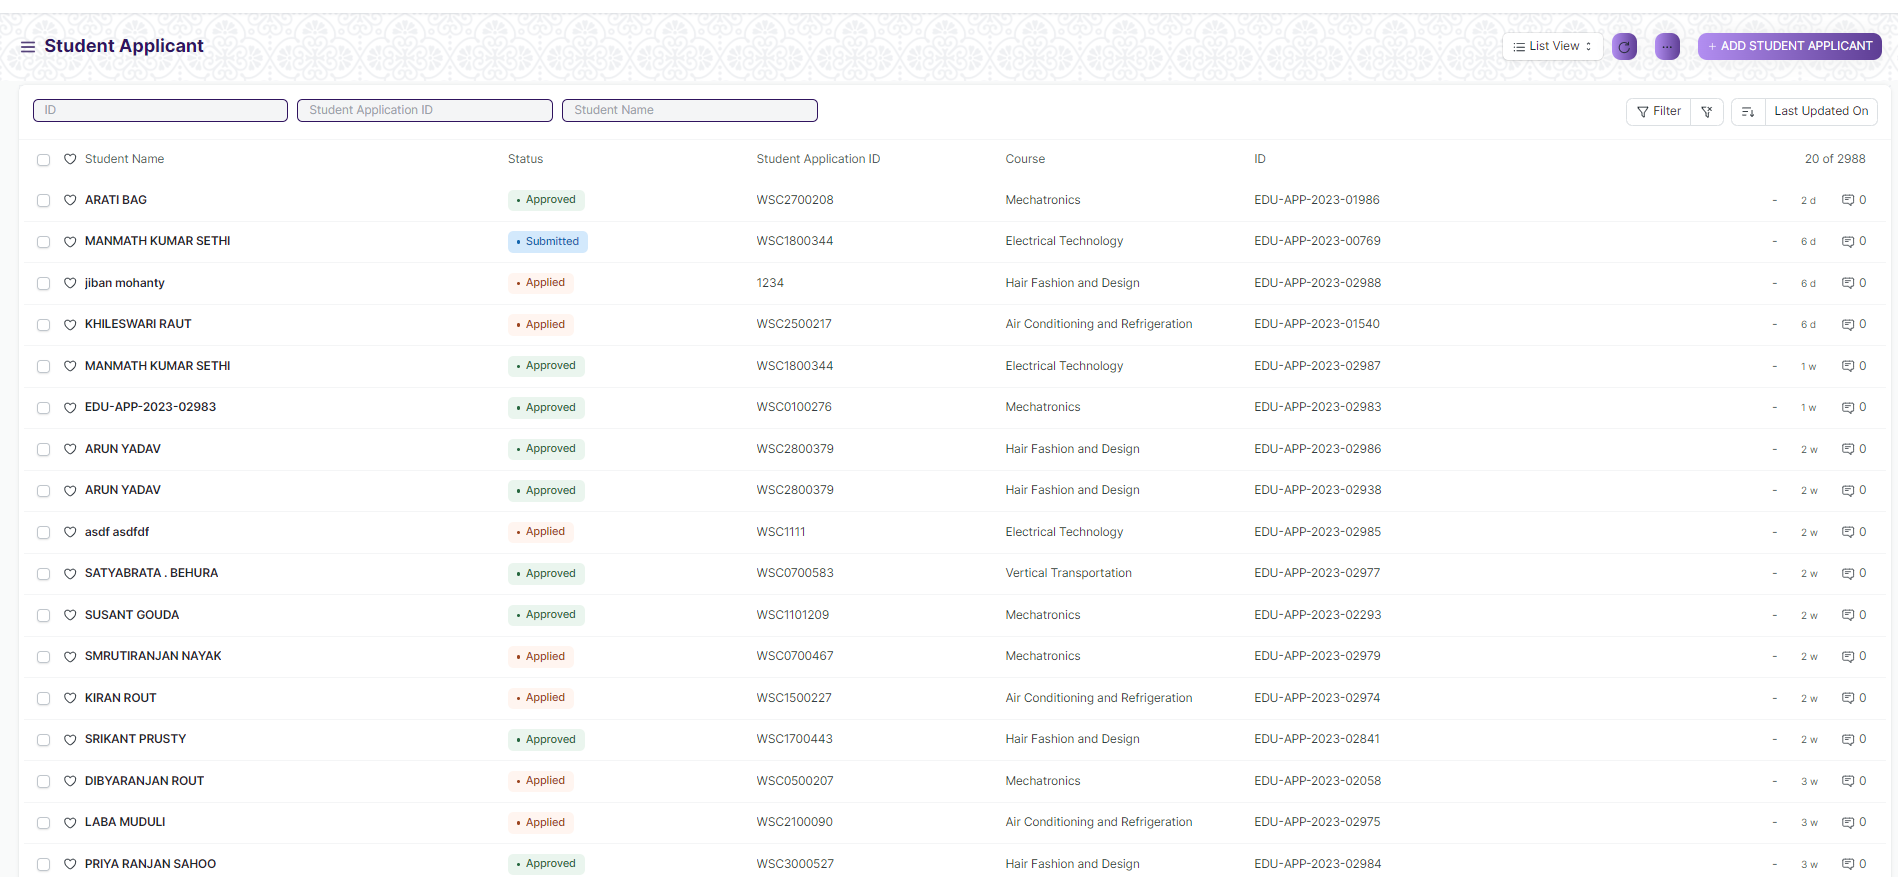 Student Applicant
List View
+ ADD STUDENT APPLICANT
ID Student Application ID Student Name
Filter Last Updated On
Student Name Status Student Application ID Course ID 20 of 2988
ARATI BAG Approved WSC2700208 Mechatronics EDU-APP-2023-01986 - 2 d 0
MANMATH KUMAR SETHI Submitted WSC1800344 Electrical Technology EDU-APP-2023-00769 - 6 d 0
jiban mohanty Applied 1234 Hair Fashion and Design EDU-APP-2023-02988 - 6 d 0
KHILESWARI RAUT Applied WSC2500217 Air Conditioning and Refrigeration EDU-APP-2023-01540 - 6 d 0
MANMATH KUMAR SETHI Approved WSC1800344 Electrical Technology EDU-APP-2023-02987 - 1 w 0
EDU-APP-2023-02983 Approved WSC0100276 Mechatronics EDU-APP-2023-02983 - 1 w 0
ARUN YADAV Approved WSC2800379 Hair Fashion and Design EDU-APP-2023-02986 - 2 w 0
ARUN YADAV Approved WSC2800379 Hair Fashion and Design EDU-APP-2023-02938 - 2 w 0
asdf asdfdf Applied WSC1111 Electrical Technology EDU-APP-2023-02985 - 2 w 0
SATYABRATA . BEHURA Approved WSC0700583 Vertical Transportation EDU-APP-2023-02977 - 2 w 0
SUSANT GOUDA Approved WSC1101209 Mechatronics EDU-APP-2023-02293 - 2 w 0
SMRUTIRANJAN NAYAK Applied WSC0700467 Mechatronics EDU-APP-2023-02979 - 2 w 0
KIRAN ROUT Applied WSC1500227 Air Conditioning and Refrigeration EDU-APP-2023-02974 - 2 w 0
SRIKANT PRUSTY Approved WSC1700443 Hair Fashion and Design EDU-APP-2023-02841 - 2 w 0
DIBYARANJAN ROUT Applied WSC0500207 Mechatronics EDU-APP-2023-02058 - 3 w 0
LABA MUDULI Applied WSC2100090 Air Conditioning and Refrigeration EDU-APP-2023-02975 - 3 w 0
PRIYA RANJAN SAHOO Approved WSC3000527 Hair Fashion and Design EDU-APP-2023-02984 - 3 w 0